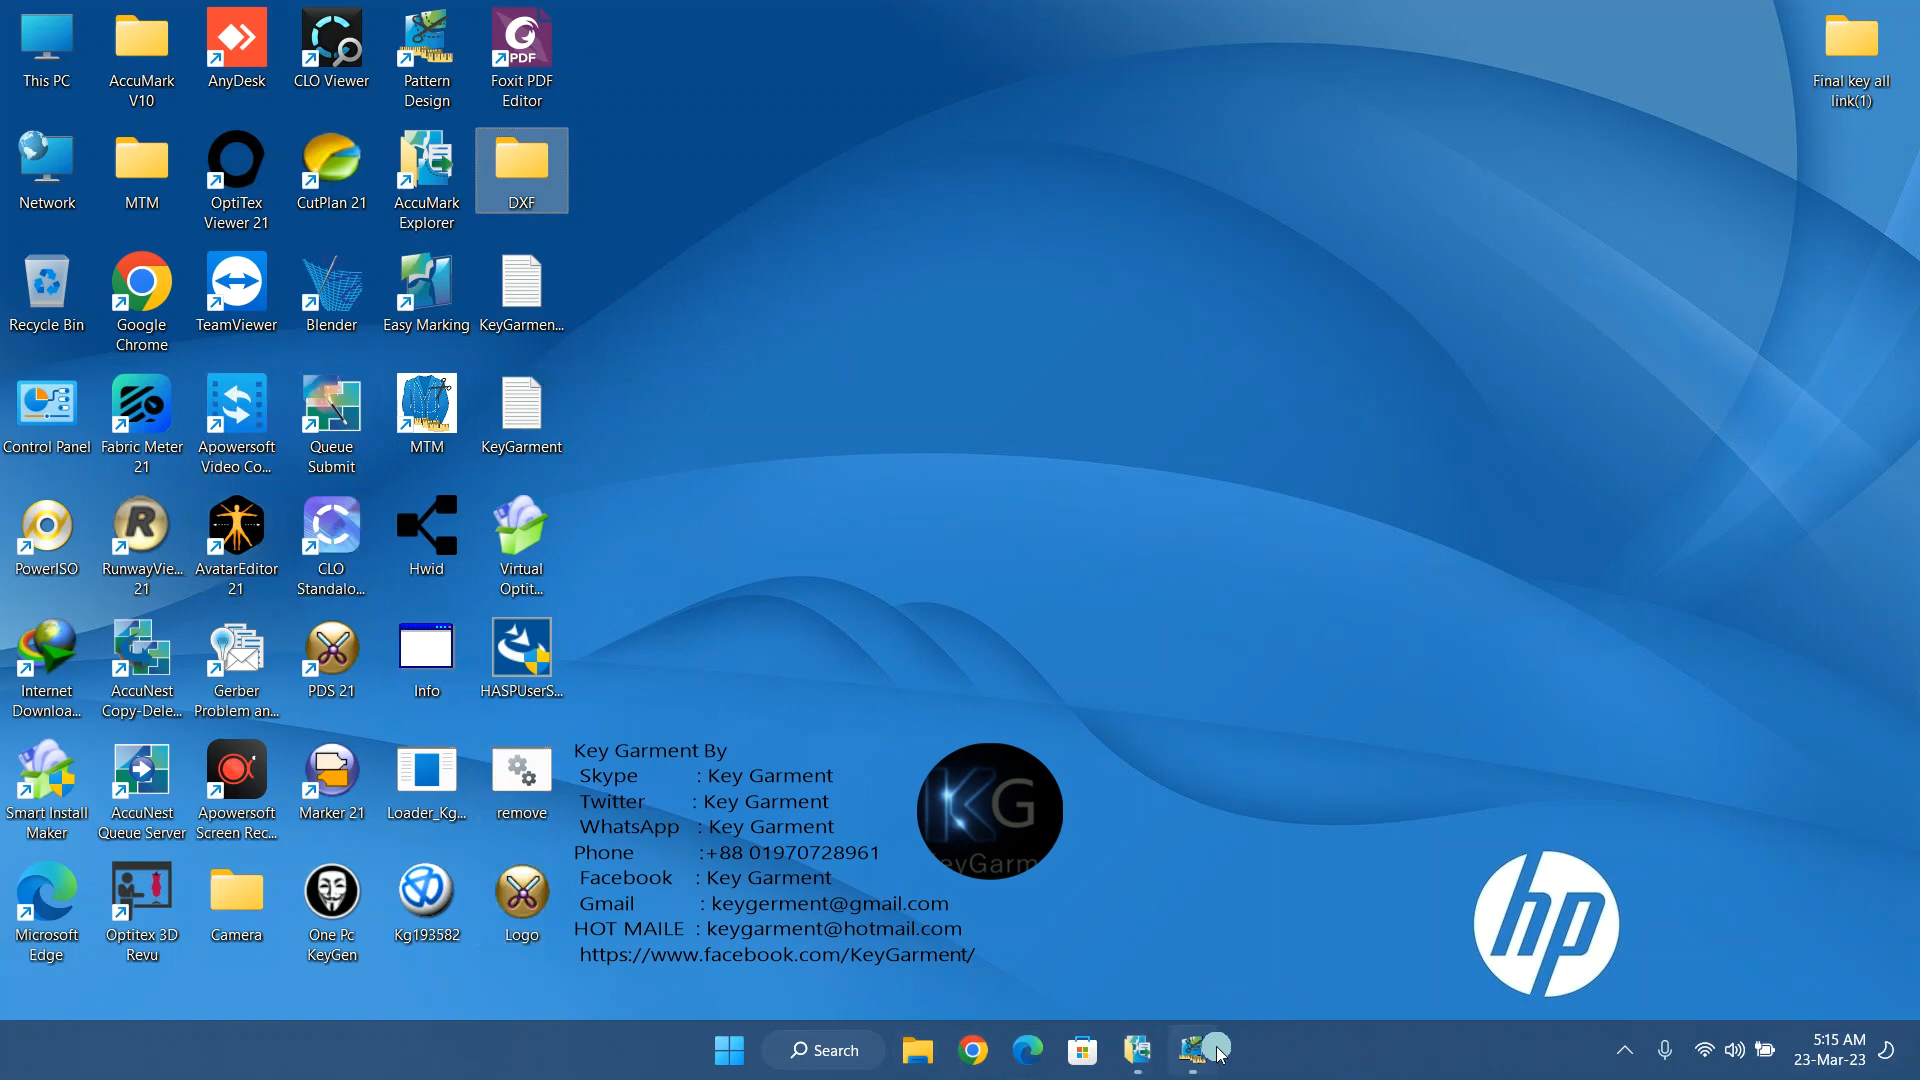 This PC
AccuMark
V10
AnyDesk
CLO Viewer
Pattern
Design
PDF
Foxit PDF
Editor
Final key all
link(1)
Network
MTM
OptiTex
Viewer 21
CutPlan 21
AccuMark
Explorer
DXF
Recycle Bin
Google
Chrome
TeamViewer
Blender
Easy Marking
KeyGarmen...
Control Panel
Fabric Meter
21
Apowersoft
Video Co...
Queue
Submit
MTM
KeyGarment
PowerISO
R
RunwayVie...
21
AvatarEditor
21
CLO
Standalo...
Hwid
Virtual
Optit...
Internet
Downloa...
AccuNest
Copy-Dele...
Gerber
Problem an...
PDS 21
Info
HASPUserS...
Smart Install
Maker
AccuNest
Queue Server
Apowersoft
Screen Rec...
Marker 21
Loader_Kg...
remove
Microsoft
Edge
Optitex 3D
Revu
Camera
One Pc
KeyGen
Kg193582
Logo
Key Garment By
Skype : Key Garment
Twitter : Key Garment
WhatsApp : Key Garment
Phone :+88 01970728961
Facebook : Key Garment
Gmail : keygerment@gmail.com
HOT MAILE : keygarment@hotmail.com
https://www.facebook.com/KeyGarment/
KG
eyGarm
hp
Search
5:15 AM
23-Mar-23